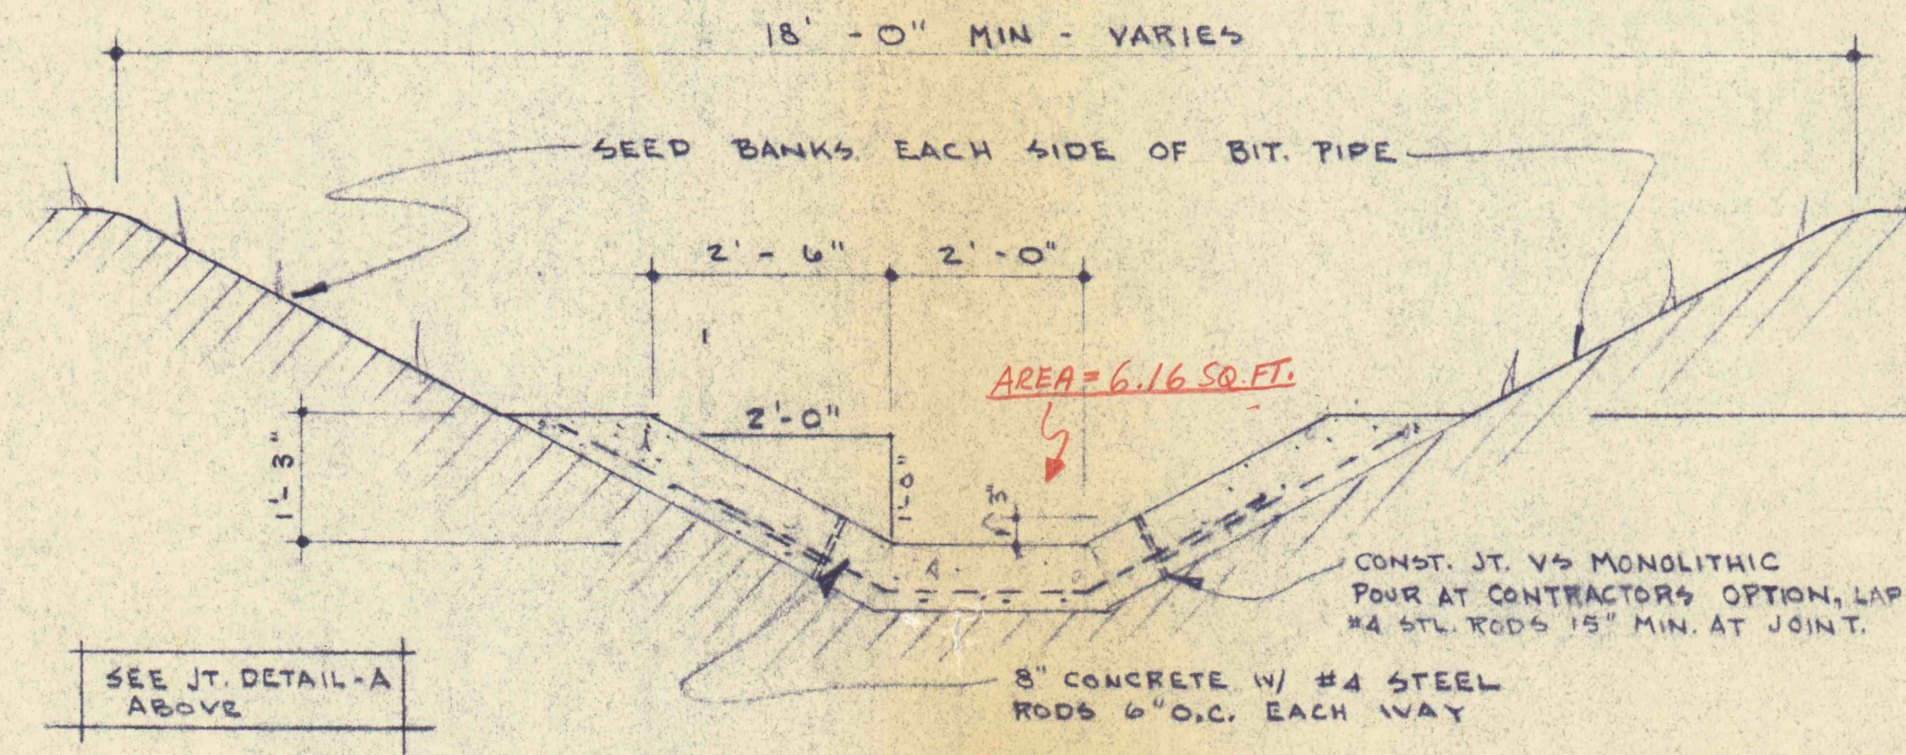 18' - 0" MIN - VARIES
SEED BANKS EACH SIDE OF BIT. PIPE
2' - 6"
2' - 0"
AREA = 6.16 SQ. FT.
2'-0"
1'- 3"
1'-0"
3"
CONST. JT. VS MONOLITHIC
POUR AT CONTRACTORS OPTION, LAP
#4 STL. RODS 15" MIN. AT JOINT.
SEE JT. DETAIL-A
ABOVE
8" CONCRETE W/ #4 STEEL
RODS 6" O.C. EACH WAY